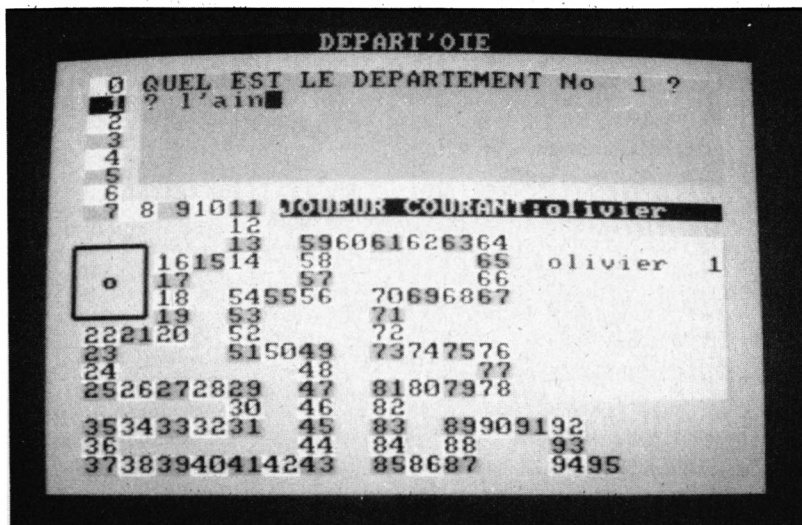 DEPART'OIE
0 QUEL EST LE DEPARTEMENT No 1 ?
1 ? l'ain
2
3
4
5
6
7 8 91011 JOUEUR COURANT:olivier
12
13 596061626364
161514 58 65 olivier 1
o 17 57 66
18 545556 7069686​7
19 53 71
222120 52 72
23 515049 73747576
24 48 77
2526272829 47 81807978
30 46 82
3534333231 45 83 89909192
36 44 84 88 93
37383940414243 858687 9495